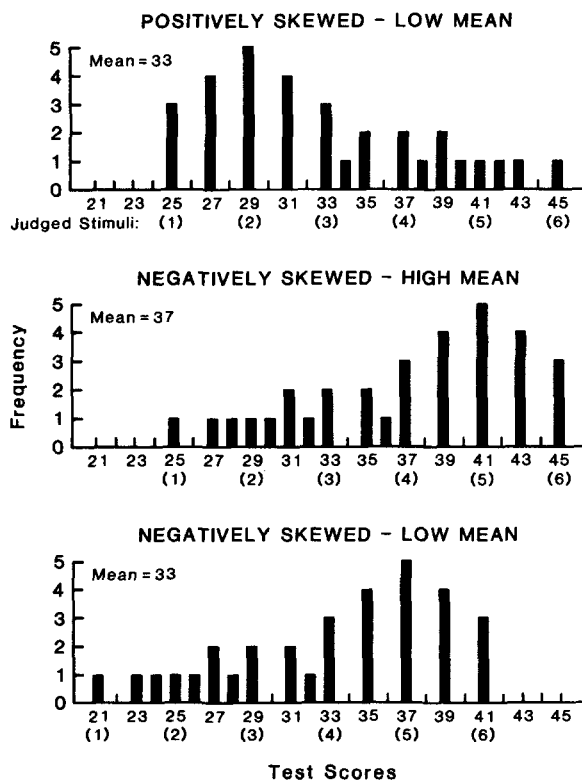 POSITIVELY SKEWED - LOW MEAN
5
Mean = 33
4
3
2
1
0
21 23 25 27 29 31 33 35 37 39 41 43 45
Judged Stimuli: (1) (2) (3) (4) (5) (6)
NEGATIVELY SKEWED - HIGH MEAN
5
Mean = 37
4
3
2
1
0
Frequency
21 23 25 27 29 31 33 35 37 39 41 43 45
(1) (2) (3) (4) (5) (6)
NEGATIVELY SKEWED - LOW MEAN
5
Mean = 33
4
3
2
1
0
21 23 25 27 29 31 33 35 37 39 41 43 45
(1) (2) (3) (4) (5) (6)
Test Scores